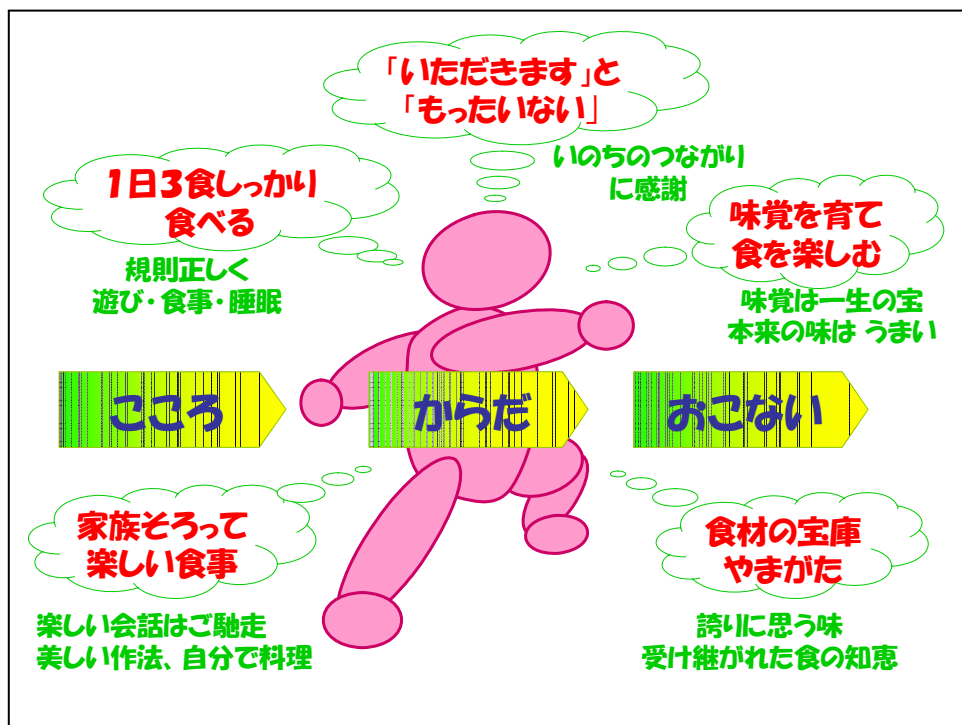 「いただきます」と
「もったいない」
いのちのつながり
に感謝
1日3食しっかり
食べる
規則正しく
遊び・食事・睡眠
味覚を育て
食を楽しむ
味覚は一生の宝
本来の味は うまい
こころ
からだ
おこない
家族そろって
楽しい食事
楽しい会話はご馳走
美しい作法、自分で料理
食材の宝庫
やまがた
誇りに思う味
受け継がれた食の知恵